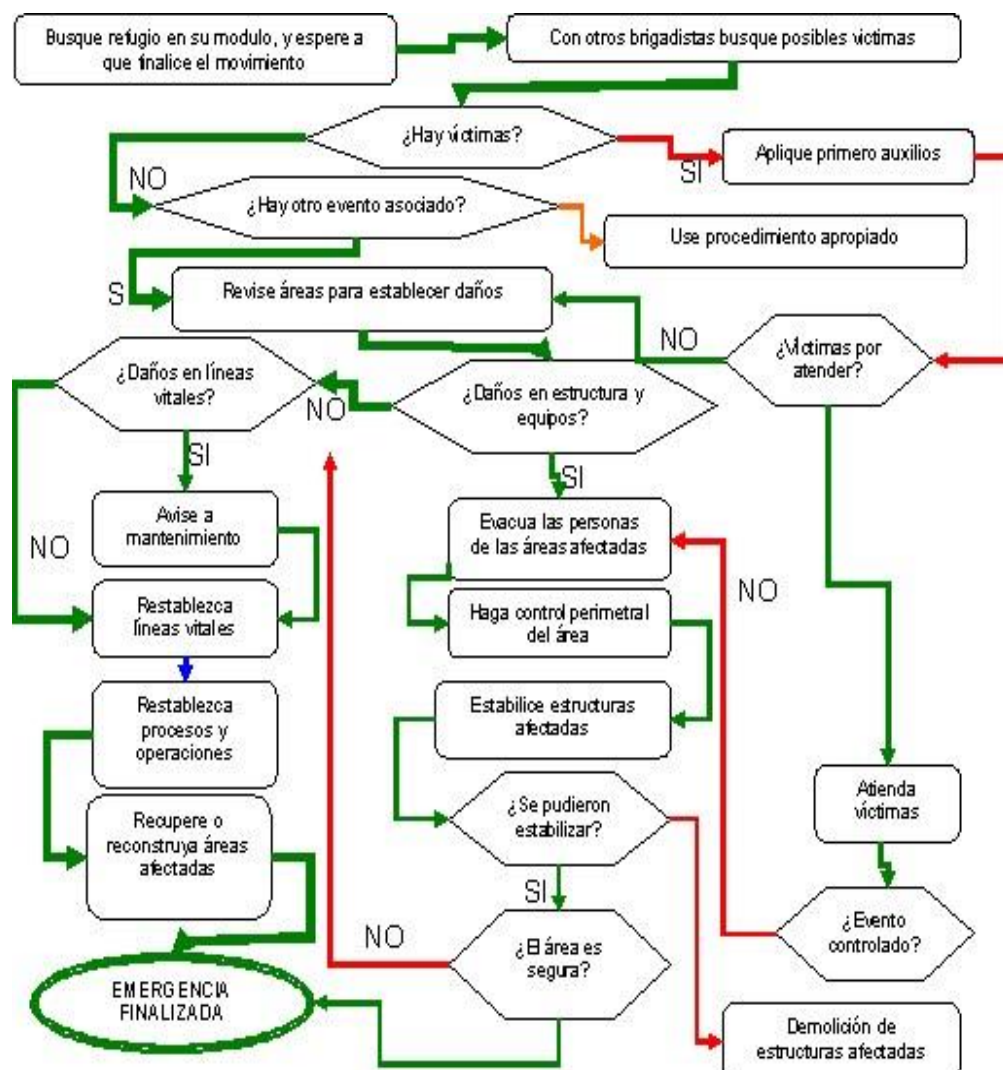 Busque refugio en su modulo, y espere a
que finalice el movimiento
Con otros brigadistas busque posibles victimas
¿Hay víctimas?
SI
Aplique primero auxilios
NO
¿Hay otro evento asociado?
Use procedimiento apropiado
S
Revise áreas para establecer daños
NO
¿Víctimas por
atender?
¿Daños en líneas
vitales?
NO
¿Daños en estructura y
equipos?
SI
SI
Avise a
mantenimiento
Evacua las personas
de las áreas afectadas
NO
NO
Restablezca
líneas vitales
Haga control perimetral
del área
Restablezca
procesos y
operaciones
Estabilice estructuras
afectadas
Recupere o
reconstruya áreas
afectadas
¿Se pudieron
estabilizar?
Atienda
víctimas
SI
NO
¿El área es
segura?
¿Evento
controlado?
EMERGENCIA
FINALIZADA
Demolición de
estructuras afectadas